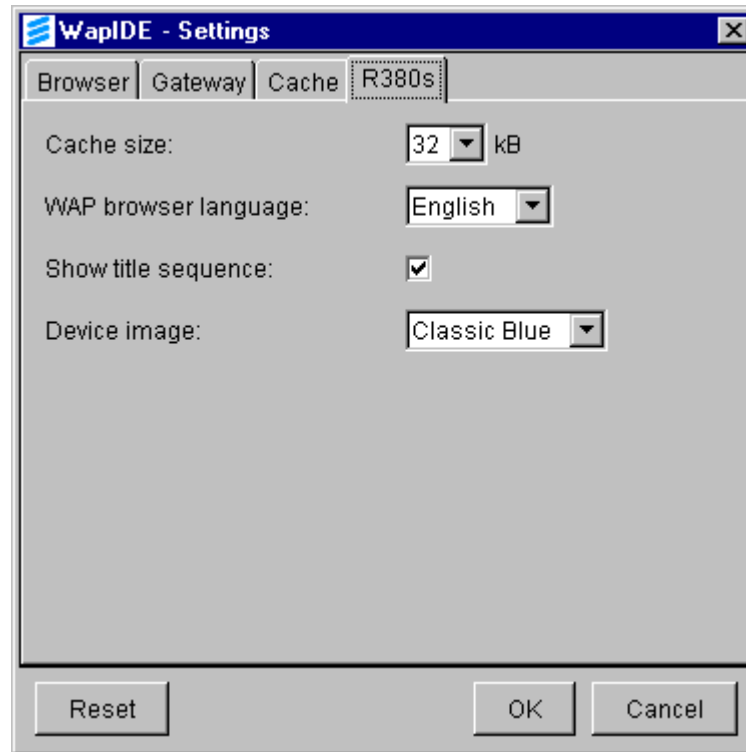 WapIDE - Settings
Browser Gateway Cache R380s
Cache size: 32 kB
WAP browser language: English
Show title sequence:
Device image: Classic Blue
Reset OK Cancel